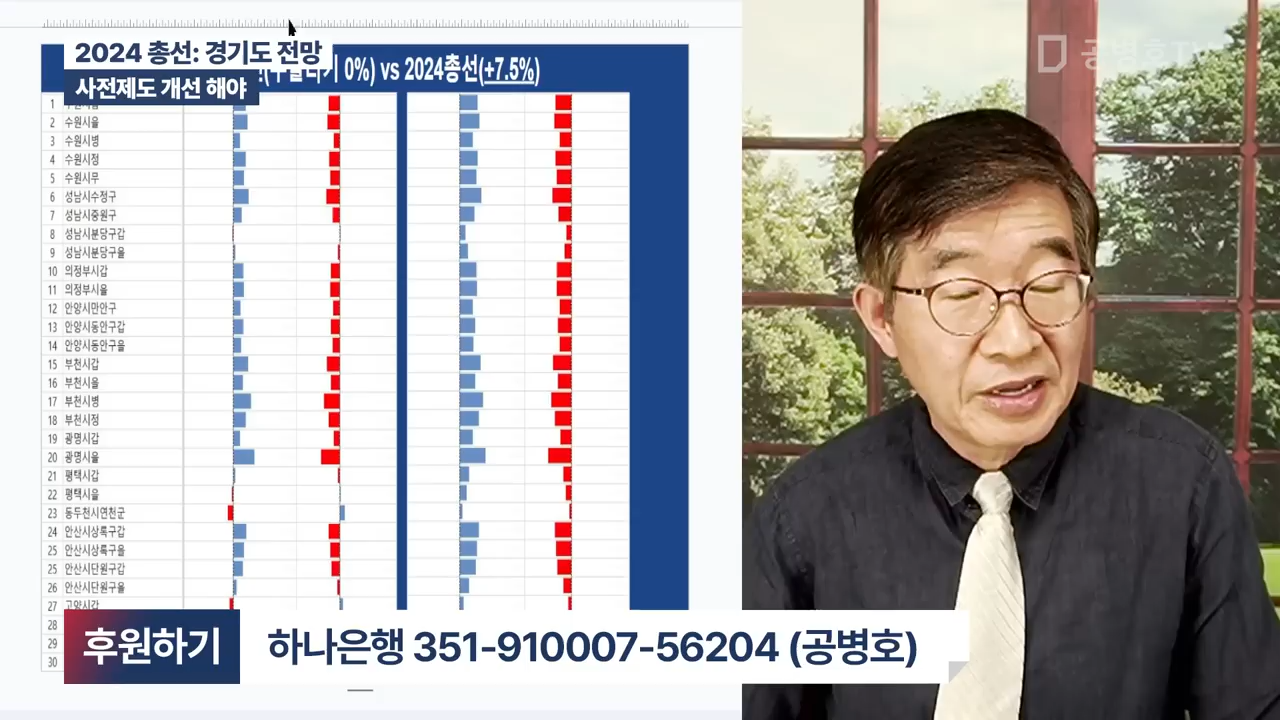 2024 총선: 경기도 전망
사전제도 개선 해야
0%) vs 2024총선(+7.5%)
공병호TV
1
2 수원시을
3 수원시병
4 수원시정
5 수원시무
6 성남시수정구
7 성남시중원구
8 성남시분당구갑
9 성남시분당구을
10 의정부시갑
11 의정부시을
12 안양시만안구
13 안양시동안구갑
14 안양시동안구을
15 부천시갑
16 부천시을
17 부천시병
18 부천시정
19 광명시갑
20 광명시을
21 평택시갑
22 평택시을
23 동두천시연천군
24 안산시상록구갑
25 안산시상록구을
25 안산시단원구갑
26 안산시단원구을
27 고양시갑
28
29
30
후원하기
하나은행 351-910007-56204 (공병호)